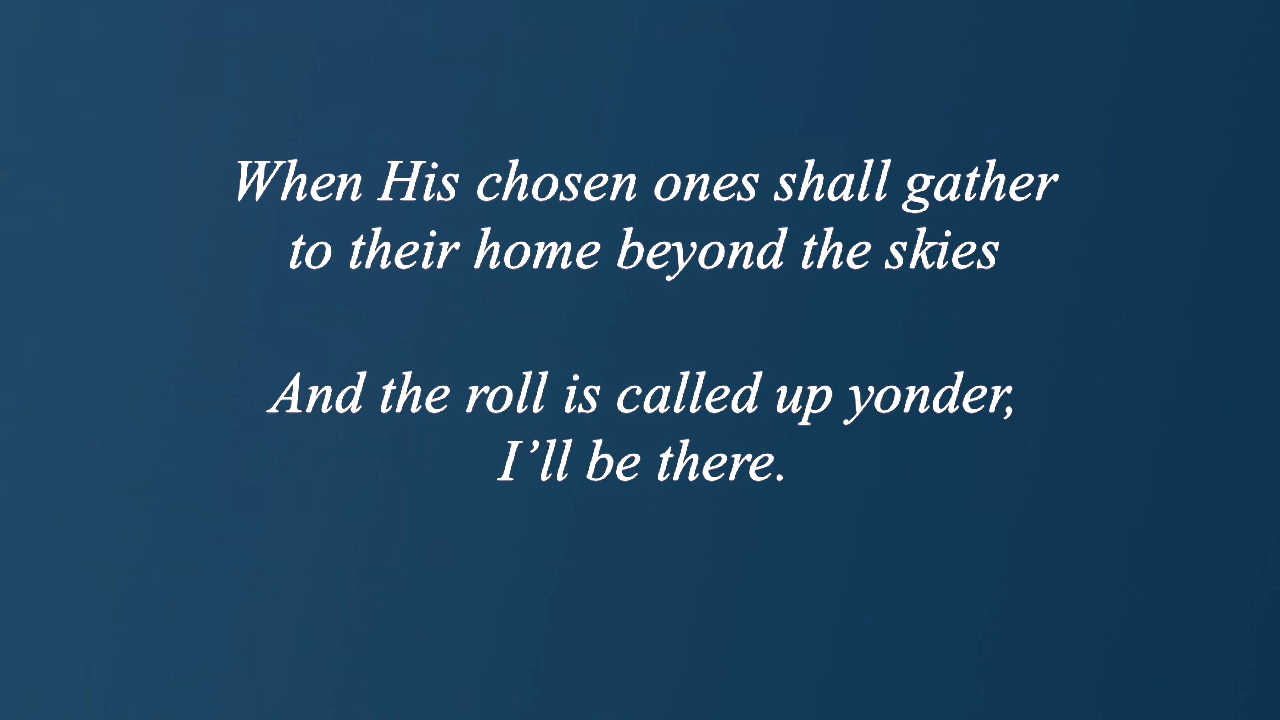 When His chosen ones shall gather
to their home beyond the skies
And the roll is called up yonder,
I’ll be there.